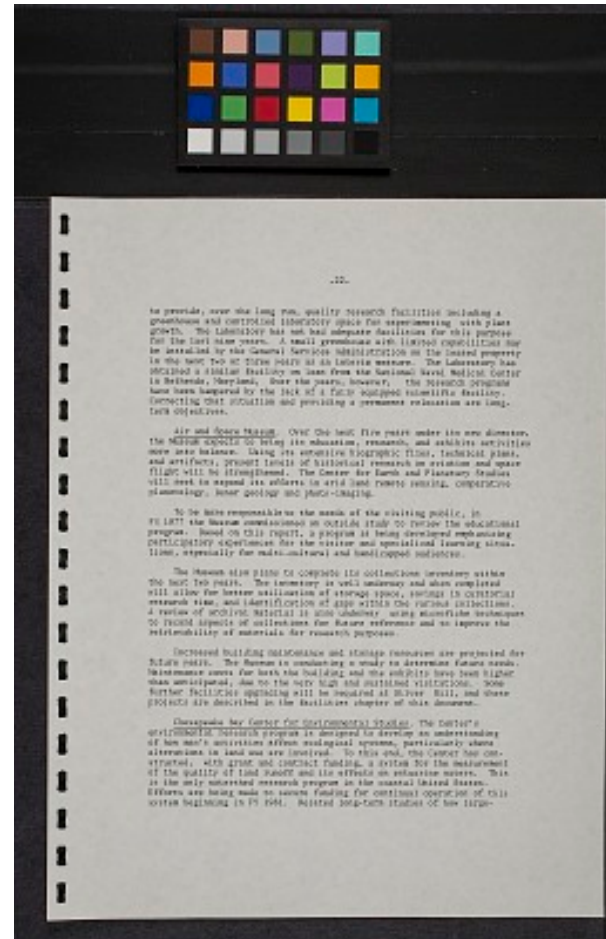 -22-
to provide, over the long run, quality research facilities including a
greenhouse and controlled laboratory space for experimenting with plant
growth. The Laboratory has not had adequate facilities for this purpose
for the last nine years. A small greenhouse with limited capabilities may
be installed by the General Services Administration on the leased property
in the next two or three years as an interim measure. The Laboratory has
obtained a similar facility on loan from the National Naval Medical Center
in Bethesda, Maryland. Over the years, however, the research programs
have been hampered by the lack of a fully equipped scientific facility.
Correcting that situation and providing a permanent relocation are long-
term objectives.
Air and Space Museum. Over the next five years under its new director,
the Museum expects to bring its education, research, and exhibits activities
more into balance. Using its extensive biographic files, technical plans,
and artifacts, present levels of historical research on aviation and space
flight will be strengthened. The Center for Earth and Planetary Studies
will seek to expand its efforts in arid land remote sensing, comparative
planetology, lunar geology and photo-imaging.
To be more responsible to the needs of the visiting public, in
FY 1977 the Museum commissioned an outside study to review the educational
program. Based on this report, a program is being developed emphasizing
participatory experiences for the visitor and specialized learning situa-
tions, especially for multi-cultural and handicapped audiences.
The Museum also plans to complete its collections inventory within
the next two years. The inventory is well underway and when completed
will allow for better utilization of storage space, savings in curatorial
research time, and identification of gaps within the various collections.
A review of archival material is also underway using microfiche techniques
to record aspects of collections for future reference and to improve the
retrievability of materials for research purposes.
Increased building maintenance and storage resources are projected for
future years. The Museum is conducting a study to determine future needs.
Maintenance costs for both the building and the exhibits have been higher
than anticipated, due to the very high and sustained visitations. Some
further facilities upgrading will be required at Silver Hill, and these
projects are described in the facilities chapter of this document.
Chesapeake Bay Center for Environmental Studies. The Center's
environmental research program is designed to develop an understanding
of how man's activities affect ecological systems, particularly where
alterations in land use are involved. To this end, the Center has con-
structed, with grant and contract funding, a system for the measurement
of the quality of land runoff and its effects on estuarine waters. This
is the only watershed research program in the coastal United States.
Efforts are being made to secure funding for continual operation of this
system beginning in FY 1981. Related long-term studies of how large-